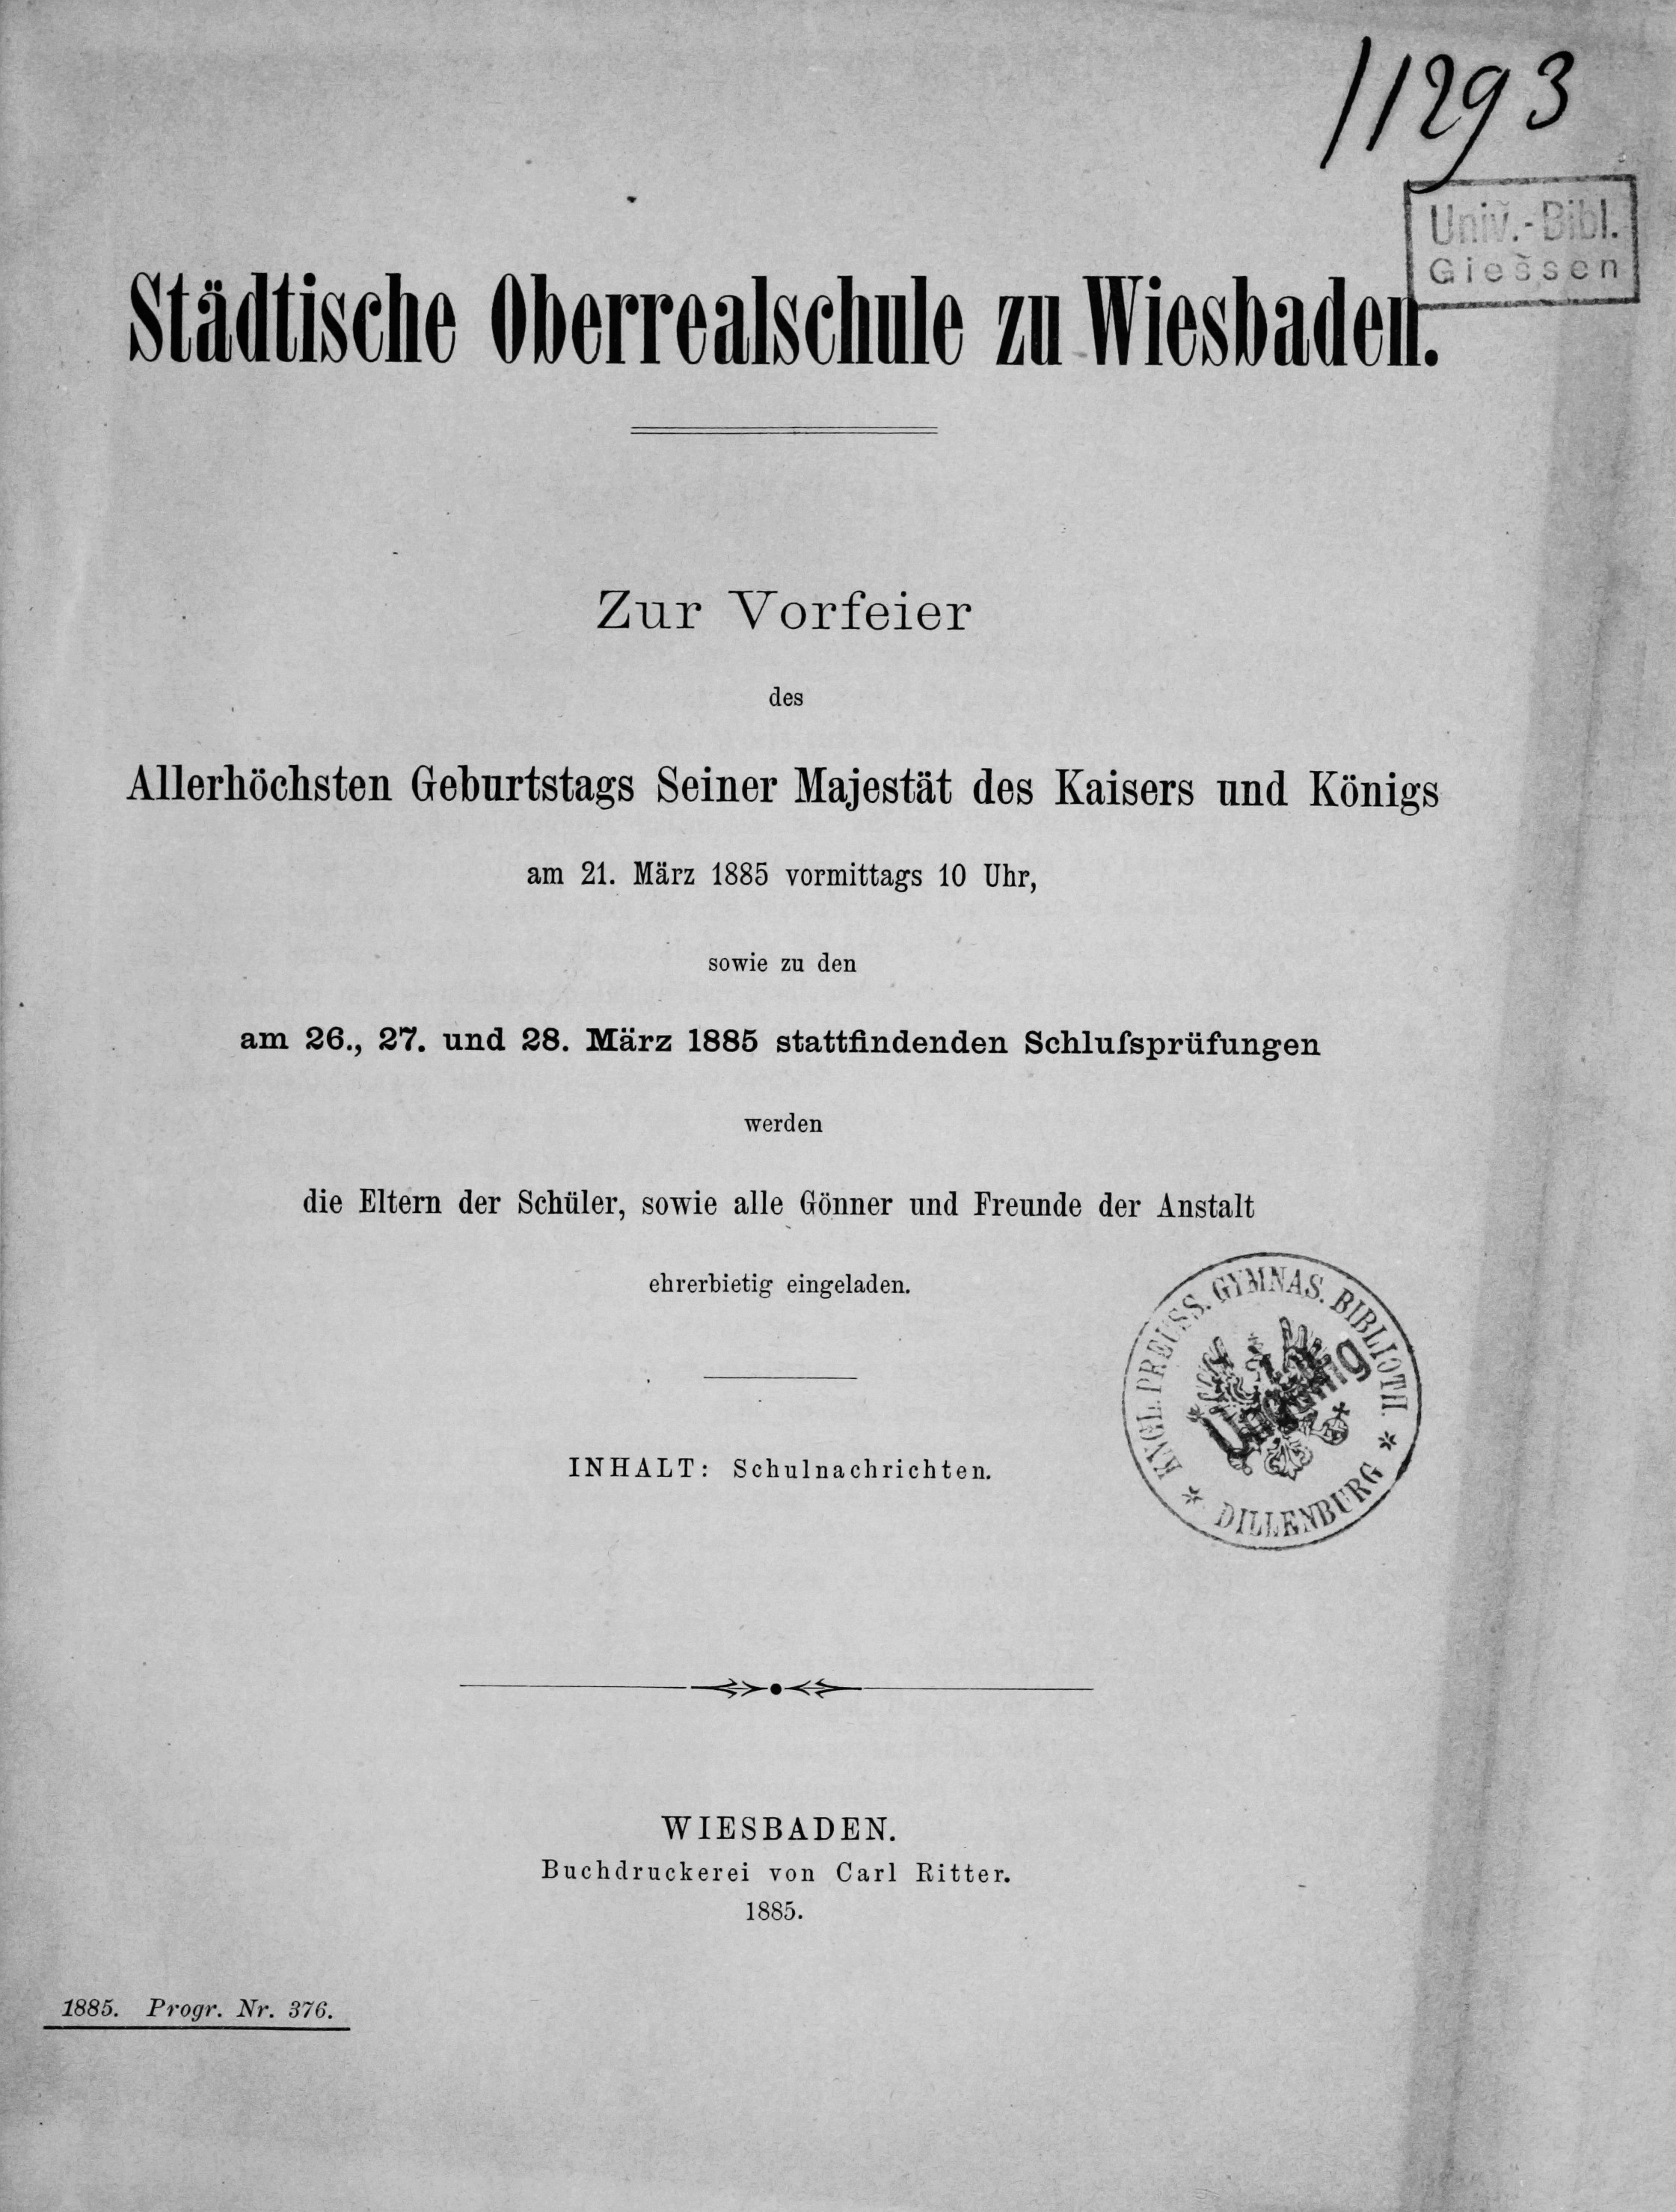 11293
Univ.-Bibl.
Giessen
Städtische Oberrealschule zu Wiesbaden.
Zur Vorfeier
des
Allerhöchsten Geburtstags Seiner Majestät des Kaisers und Königs
am 21. März 1885 vormittags 10 Uhr,
sowie zu den
am 26., 27. und 28. März 1885 stattfindenden Schluſsprüfungen
werden
die Eltern der Schüler, sowie alle Gönner und Freunde der Anstalt
ehrerbietig eingeladen.
KNGL. PREUSS. GYMNAS. BIBLIOTH.
Ungültig
* DILLENBURG *
INHALT: Schulnachrichten.
WIESBADEN.
Buchdruckerei von Carl Ritter.
1885.
1885. Progr. Nr. 376.